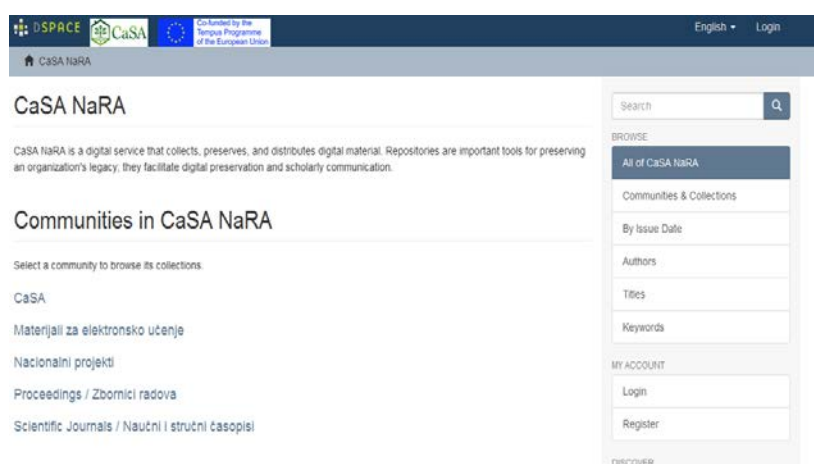 DSPACE CaSA Co-funded by the
Tempus Programme
of the European Union
English Login
CaSA NaRA
CaSA NaRA
CaSA NaRA is a digital service that collects, preserves, and distributes digital material. Repositories are important tools for preserving
an organization's legacy; they facilitate digital preservation and scholarly communication.
Communities in CaSA NaRA
Select a community to browse its collections.
CaSA
Materijali za elektronsko učenje
Nacionalni projekti
Proceedings / Zbornici radova
Scientific Journals / Naučni i stručni časopisi
Search
BROWSE
All of CaSA NaRA
Communities & Collections
By Issue Date
Authors
Titles
Keywords
MY ACCOUNT
Login
Register
DISCOVER